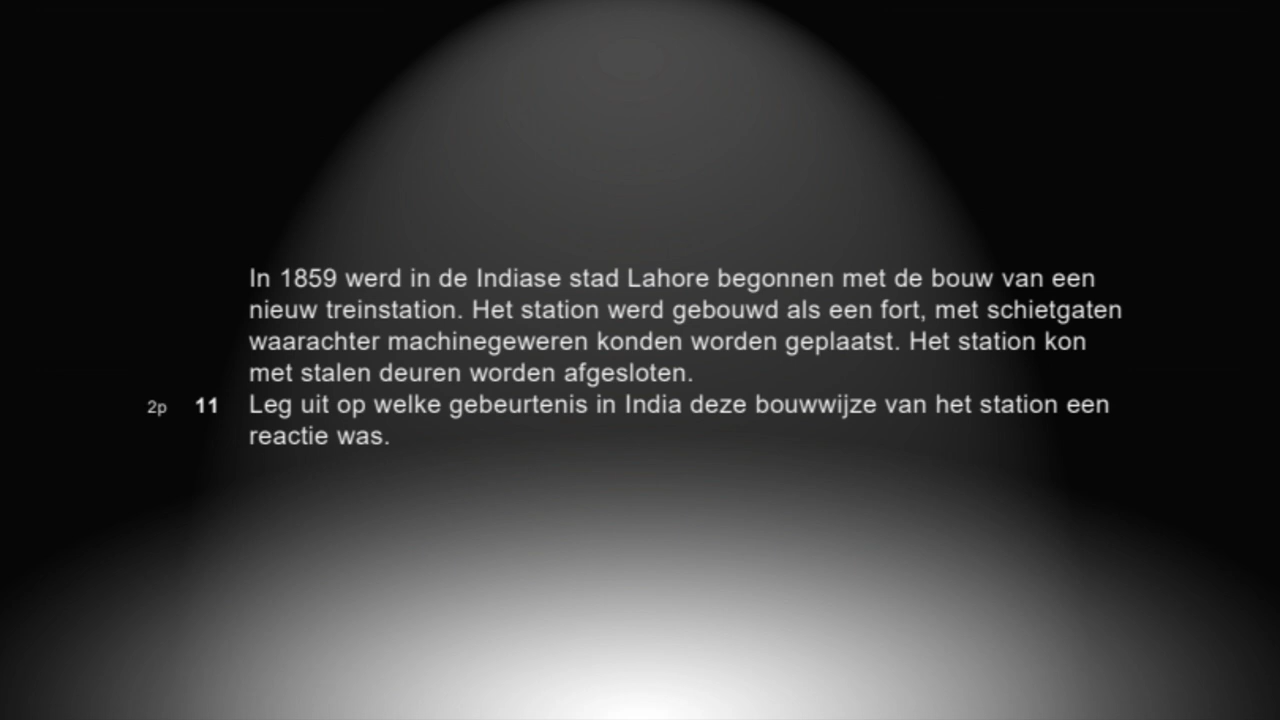 In 1859 werd in de Indiase stad Lahore begonnen met de bouw van een
nieuw treinstation. Het station werd gebouwd als een fort, met schietgaten
waarachter machinegeweren konden worden geplaatst. Het station kon
met stalen deuren worden afgesloten.
2p 11 Leg uit op welke gebeurtenis in India deze bouwwijze van het station een
reactie was.